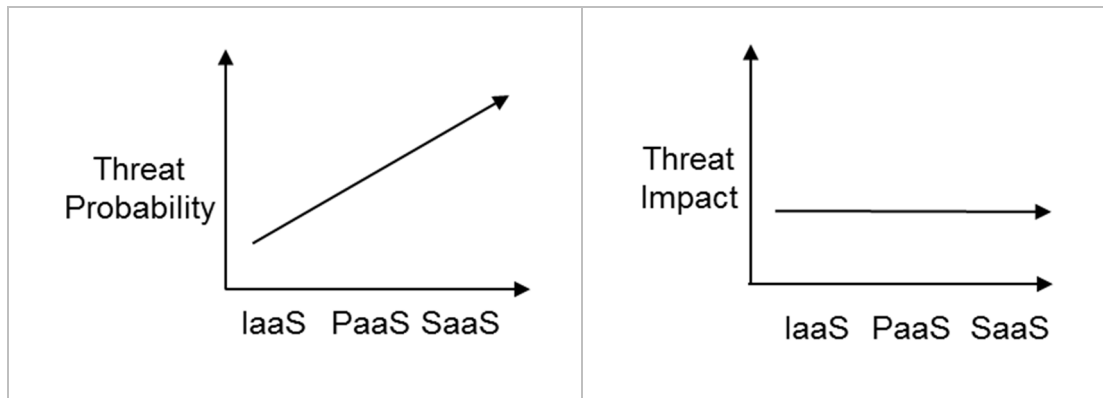 Threat
Probability
IaaS PaaS SaaS
Threat
Impact
IaaS PaaS SaaS